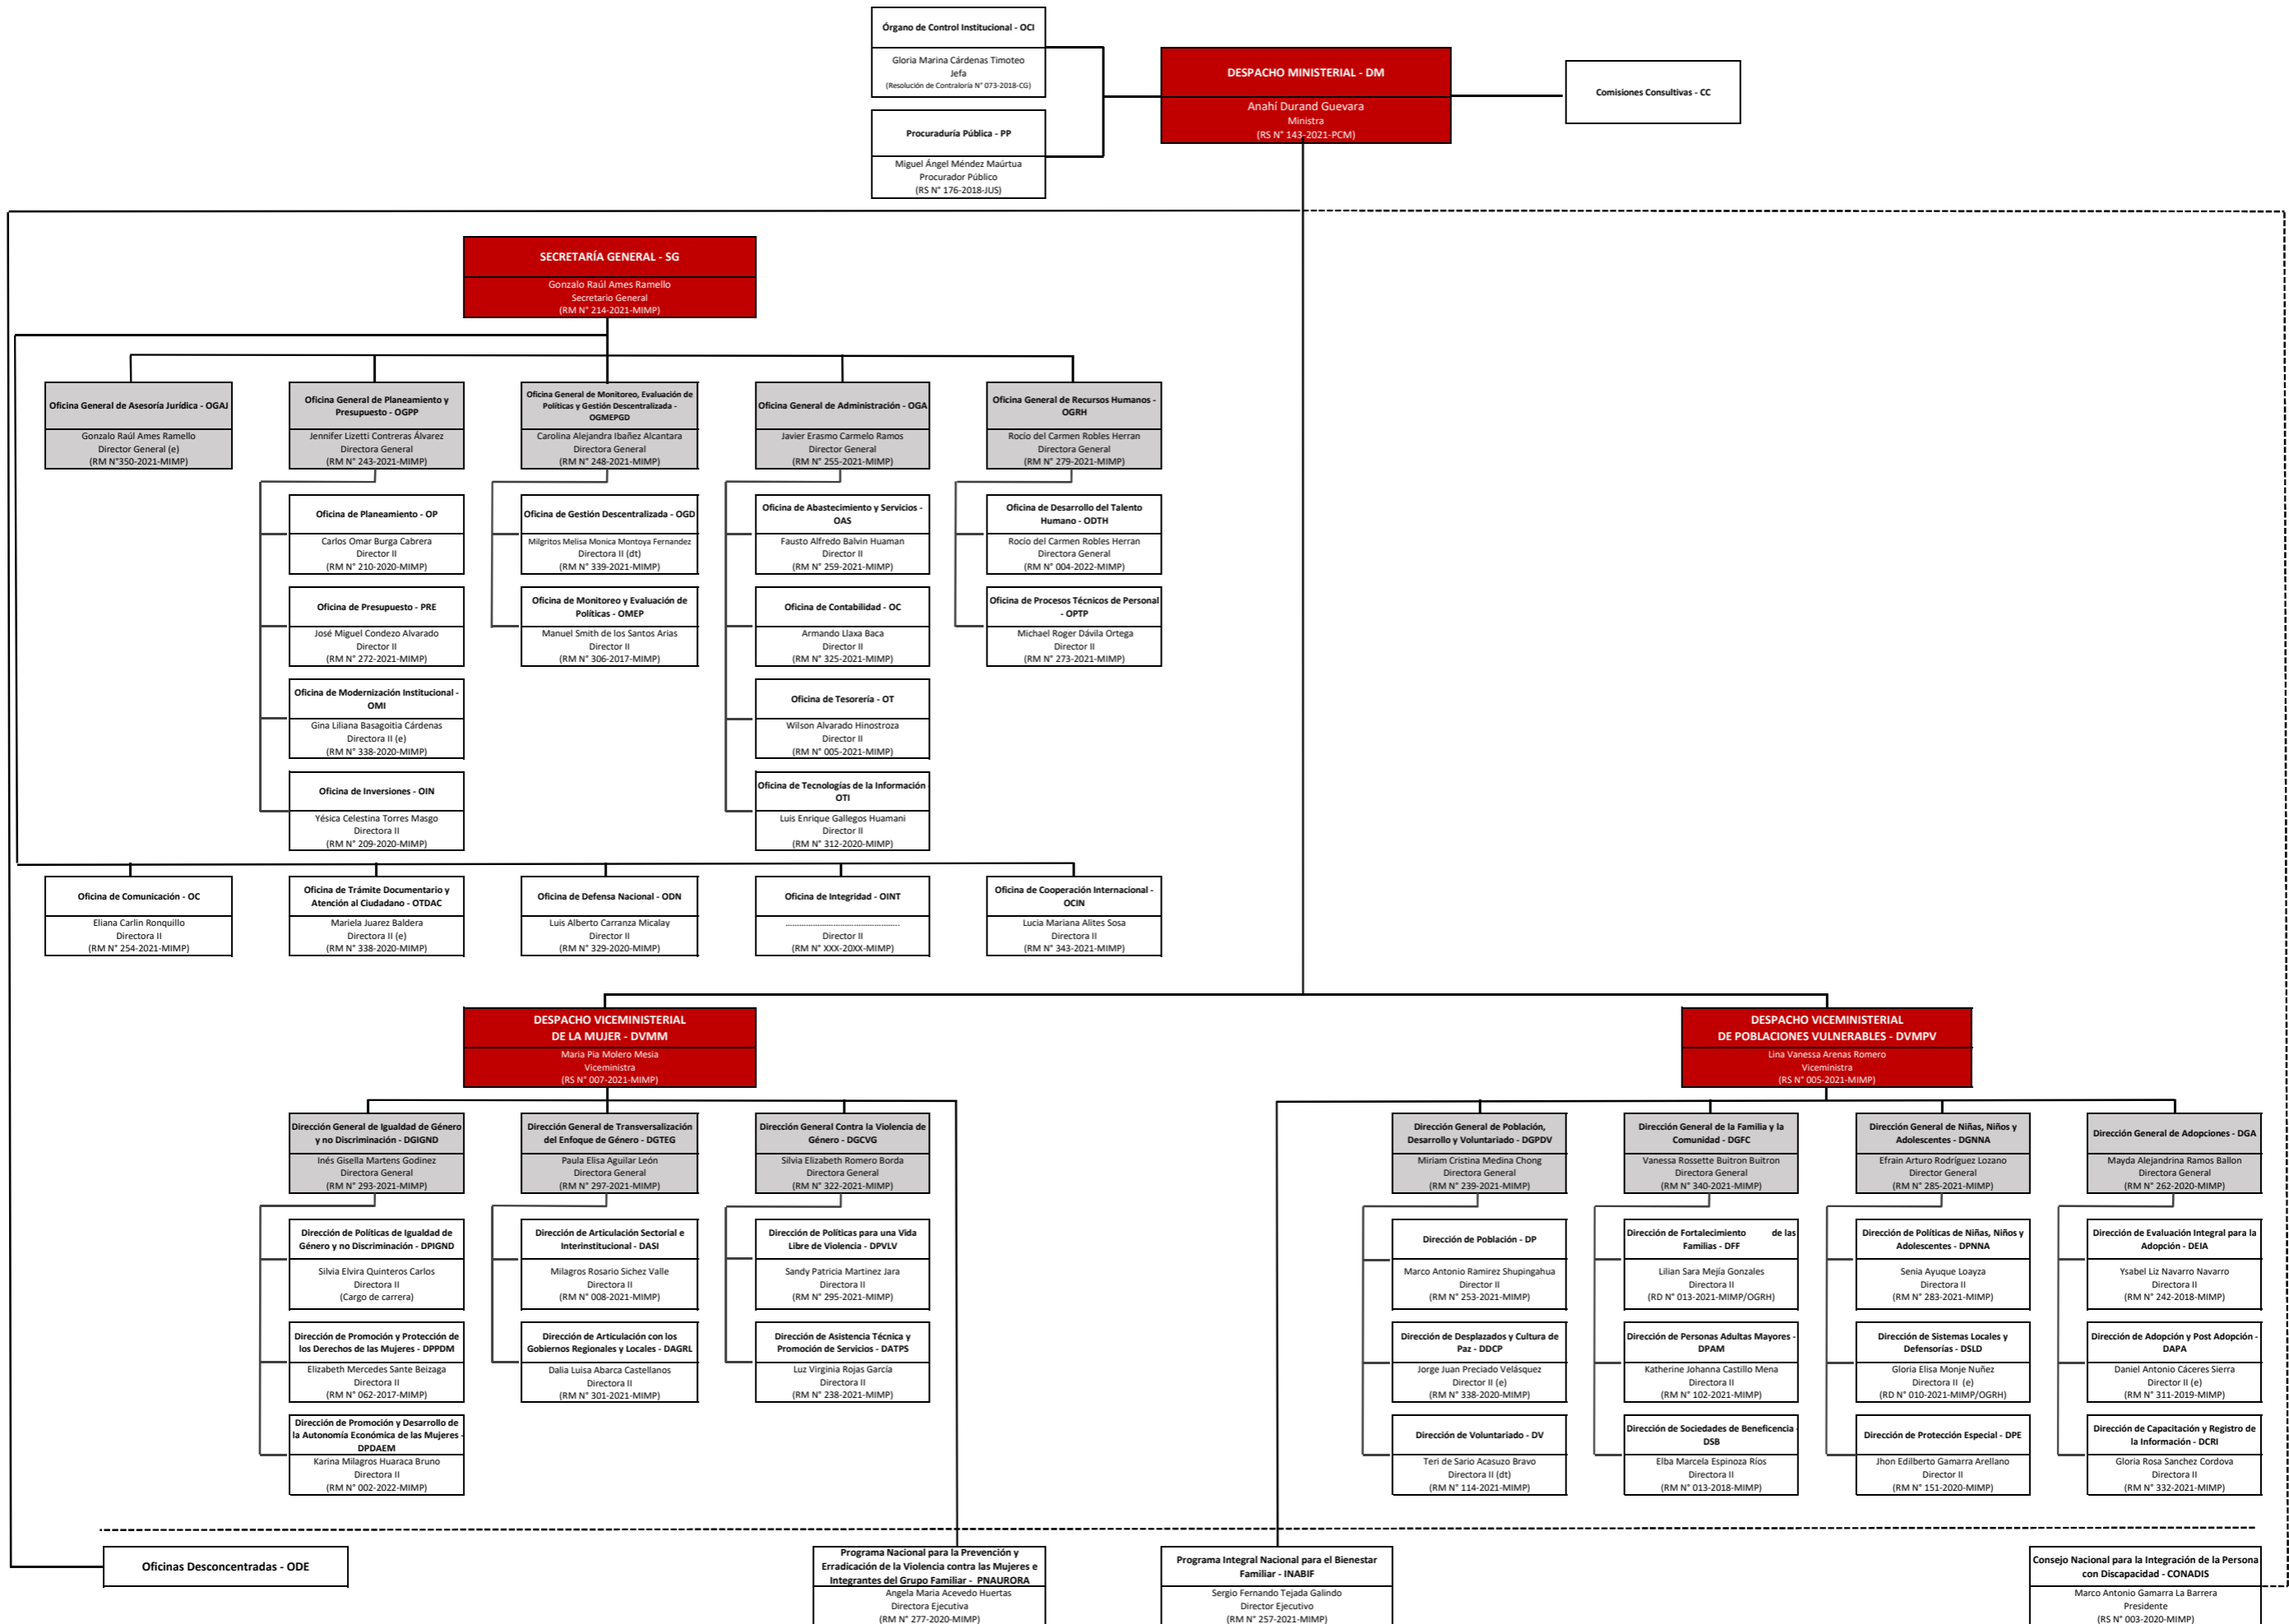 Órgano de Control Institucional - OCI
Gloria Marina Cárdenas Timoteo
Jefa
(Resolución de Contraloría N° 073-2018-CG)
DESPACHO MINISTERIAL - DM
Anahí Durand Guevara
Ministra
(RS N° 143-2021-PCM)
Comisiones Consultivas - CC
Procuraduría Pública - PP
Miguel Ángel Méndez Maúrtua
Procurador Público
(RS N° 176-2018-JUS)
SECRETARÍA GENERAL - SG
Gonzalo Raúl Ames Ramello
Secretario General
(RM N° 214-2021-MIMP)
Oficina General de Asesoría Jurídica - OGAJ
Gonzalo Raúl Ames Ramello
Director General (e)
(RM N°350-2021-MIMP)
Oficina General de Planeamiento y
Presupuesto - OGPP
Jennifer Lizetti Contreras Álvarez
Directora General
(RM N° 243-2021-MIMP)
Oficina General de Monitoreo, Evaluación de
Políticas y Gestión Descentralizada -
OGMEPGD
Carolina Alejandra Ibañez Alcantara
Directora General
(RM N° 248-2021-MIMP)
Oficina General de Administración - OGA
Javier Erasmo Carmelo Ramos
Director General
(RM N° 255-2021-MIMP)
Oficina General de Recursos Humanos -
OGRH
Rocío del Carmen Robles Herran
Directora General
(RM N° 279-2021-MIMP)
Oficina de Planeamiento - OP
Carlos Omar Burga Cabrera
Director II
(RM N° 210-2020-MIMP)
Oficina de Gestión Descentralizada - OGD
Milgritos Melisa Monica Montoya Fernandez
Directora II (dt)
(RM N° 339-2021-MIMP)
Oficina de Abastecimiento y Servicios -
OAS
Fausto Alfredo Balvin Huaman
Director II
(RM N° 259-2021-MIMP)
Oficina de Desarrollo del Talento
Humano - ODTH
Rocío del Carmen Robles Herran
Directora General
(RM N° 004-2022-MIMP)
Oficina de Presupuesto - PRE
José Miguel Condezo Alvarado
Director II
(RM N° 272-2021-MIMP)
Oficina de Monitoreo y Evaluación de
Políticas - OMEP
Manuel Smith de los Santos Arias
Director II
(RM N° 306-2017-MIMP)
Oficina de Contabilidad - OC
Armando Llaxa Baca
Director II
(RM N° 325-2021-MIMP)
Oficina de Procesos Técnicos de Personal
- OPTP
Michael Roger Dávila Ortega
Director II
(RM N° 273-2021-MIMP)
Oficina de Modernización Institucional -
OMI
Gina Liliana Basagoitia Cárdenas
Directora II (e)
(RM N° 338-2020-MIMP)
Oficina de Tesorería - OT
Wilson Alvarado Hinostroza
Director II
(RM N° 005-2021-MIMP)
Oficina de Inversiones - OIN
Yésica Celestina Torres Masgo
Directora II
(RM N° 209-2020-MIMP)
Oficina de Tecnologías de la Información -
OTI
Luis Enrique Gallegos Huamani
Director II
(RM N° 312-2020-MIMP)
Oficina de Comunicación - OC
Eliana Carlin Ronquillo
Directora II
(RM N° 254-2021-MIMP)
Oficina de Trámite Documentario y
Atención al Ciudadano - OTDAC
Mariela Juarez Baldera
Directora II (e)
(RM N° 338-2020-MIMP)
Oficina de Defensa Nacional - ODN
Luis Alberto Carranza Micalay
Director II
(RM N° 329-2020-MIMP)
Oficina de Integridad - OINT
................................................
Director II
(RM N° XXX-20XX-MIMP)
Oficina de Cooperación Internacional -
OCIN
Lucia Mariana Alites Sosa
Directora II
(RM N° 343-2021-MIMP)
DESPACHO VICEMINISTERIAL
DE LA MUJER - DVMM
Maria Pia Molero Mesia
Viceministra
(RS N° 007-2021-MIMP)
DESPACHO VICEMINISTERIAL
DE POBLACIONES VULNERABLES - DVMPV
Lina Vanessa Arenas Romero
Viceministra
(RS N° 005-2021-MIMP)
Dirección General de Igualdad de Género
y no Discriminación - DGIGND
Inés Gisella Martens Godinez
Directora General
(RM N° 293-2021-MIMP)
Dirección General de Transversalización
del Enfoque de Género - DGTEG
Paula Elisa Aguilar León
Directora General
(RM N° 297-2021-MIMP)
Dirección General Contra la Violencia de
Género - DGCVG
Silvia Elizabeth Romero Borda
Directora General
(RM N° 322-2021-MIMP)
Dirección General de Población,
Desarrollo y Voluntariado - DGPDV
Miriam Cristina Medina Chong
Directora General
(RM N° 239-2021-MIMP)
Dirección General de la Familia y la
Comunidad - DGFC
Vanessa Rossette Buitron Buitron
Directora General
(RM N° 340-2021-MIMP)
Dirección General de Niñas, Niños y
Adolescentes - DGNNA
Efrain Arturo Rodríguez Lozano
Director General
(RM N° 285-2021-MIMP)
Dirección General de Adopciones - DGA
Mayda Alejandrina Ramos Ballon
Directora General
(RM N° 262-2020-MIMP)
Dirección de Políticas de Igualdad de
Género y no Discriminación - DPIGND
Silvia Elvira Quinteros Carlos
Directora II
(Cargo de carrera)
Dirección de Articulación Sectorial e
Interinstitucional - DASI
Milagros Rosario Sichez Valle
Directora II
(RM N° 008-2021-MIMP)
Dirección de Políticas para una Vida
Libre de Violencia - DPVLV
Sandy Patricia Martinez Jara
Directora II
(RM N° 295-2021-MIMP)
Dirección de Población - DP
Marco Antonio Ramirez Shupingahua
Director II
(RM N° 253-2021-MIMP)
Dirección de Fortalecimiento de las
Familias - DFF
Lilian Sara Mejía Gonzales
Directora II
(RD N° 013-2021-MIMP/OGRH)
Dirección de Políticas de Niñas, Niños y
Adolescentes - DPNNA
Senia Ayuque Loayza
Directora II
(RM N° 283-2021-MIMP)
Dirección de Evaluación Integral para la
Adopción - DEIA
Ysabel Liz Navarro Navarro
Directora II
(RM N° 242-2018-MIMP)
Dirección de Promoción y Protección de
los Derechos de las Mujeres - DPPDM
Elizabeth Mercedes Sante Beizaga
Directora II
(RM N° 062-2017-MIMP)
Dirección de Articulación con los
Gobiernos Regionales y Locales - DAGRL
Dalia Luisa Abarca Castellanos
Directora II
(RM N° 301-2021-MIMP)
Dirección de Asistencia Técnica y
Promoción de Servicios - DATPS
Luz Virginia Rojas García
Directora II
(RM N° 238-2021-MIMP)
Dirección de Desplazados y Cultura de
Paz - DDCP
Jorge Juan Preciado Velásquez
Director II (e)
(RM N° 338-2020-MIMP)
Dirección de Personas Adultas Mayores -
DPAM
Katherine Johanna Castillo Mena
Directora II
(RM N° 102-2021-MIMP)
Dirección de Sistemas Locales y
Defensorías - DSLD
Gloria Elisa Monje Nuñez
Directora II (e)
(RD N° 010-2021-MIMP/OGRH)
Dirección de Adopción y Post Adopción -
DAPA
Daniel Antonio Cáceres Sierra
Director II (e)
(RM N° 311-2019-MIMP)
Dirección de Promoción y Desarrollo de
la Autonomía Económica de las Mujeres -
DPDAEM
Karina Milagros Huaraca Bruno
Directora II
(RM N° 002-2022-MIMP)
Dirección de Voluntariado - DV
Teri de Sario Acasuzo Bravo
Directora II (dt)
(RM N° 114-2021-MIMP)
Dirección de Sociedades de Beneficencia -
DSB
Elba Marcela Espinoza Ríos
Directora II
(RM N° 013-2018-MIMP)
Dirección de Protección Especial - DPE
Jhon Edilberto Gamarra Arellano
Director II
(RM N° 151-2020-MIMP)
Dirección de Capacitación y Registro de
la Información - DCRI
Gloria Rosa Sanchez Cordova
Directora II
(RM N° 332-2021-MIMP)
Oficinas Desconcentradas - ODE
Programa Nacional para la Prevención y
Erradicación de la Violencia contra las Mujeres e
Integrantes del Grupo Familiar - PNAURORA
Angela Maria Acevedo Huertas
Directora Ejecutiva
(RM N° 277-2020-MIMP)
Programa Integral Nacional para el Bienestar
Familiar - INABIF
Sergio Fernando Tejada Galindo
Director Ejecutivo
(RM N° 257-2021-MIMP)
Consejo Nacional para la Integración de la Persona
con Discapacidad - CONADIS
Marco Antonio Gamarra La Barrera
Presidente
(RS N° 003-2020-MIMP)